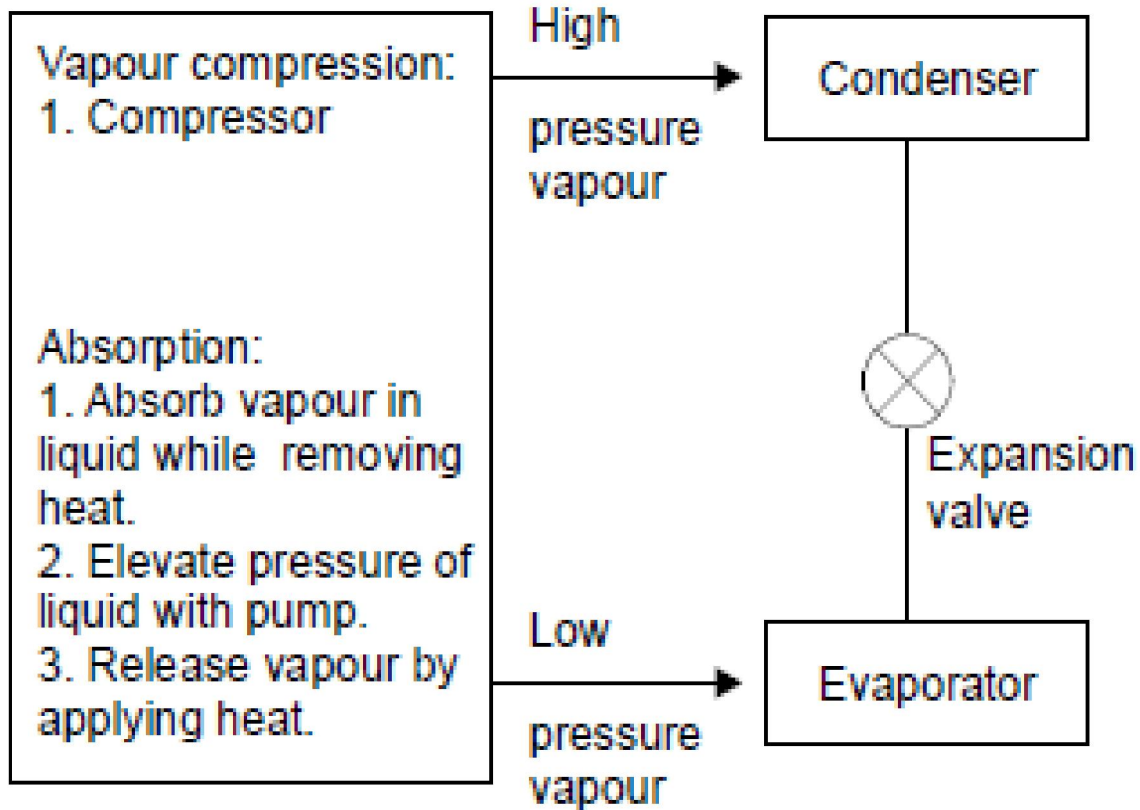 Vapour compression:
1. Compressor
Absorption:
1. Absorb vapour in
liquid while removing
heat.
2. Elevate pressure of
liquid with pump.
3. Release vapour by
applying heat.
High
pressure
vapour
Condenser
Expansion
valve
Low
pressure
vapour
Evaporator